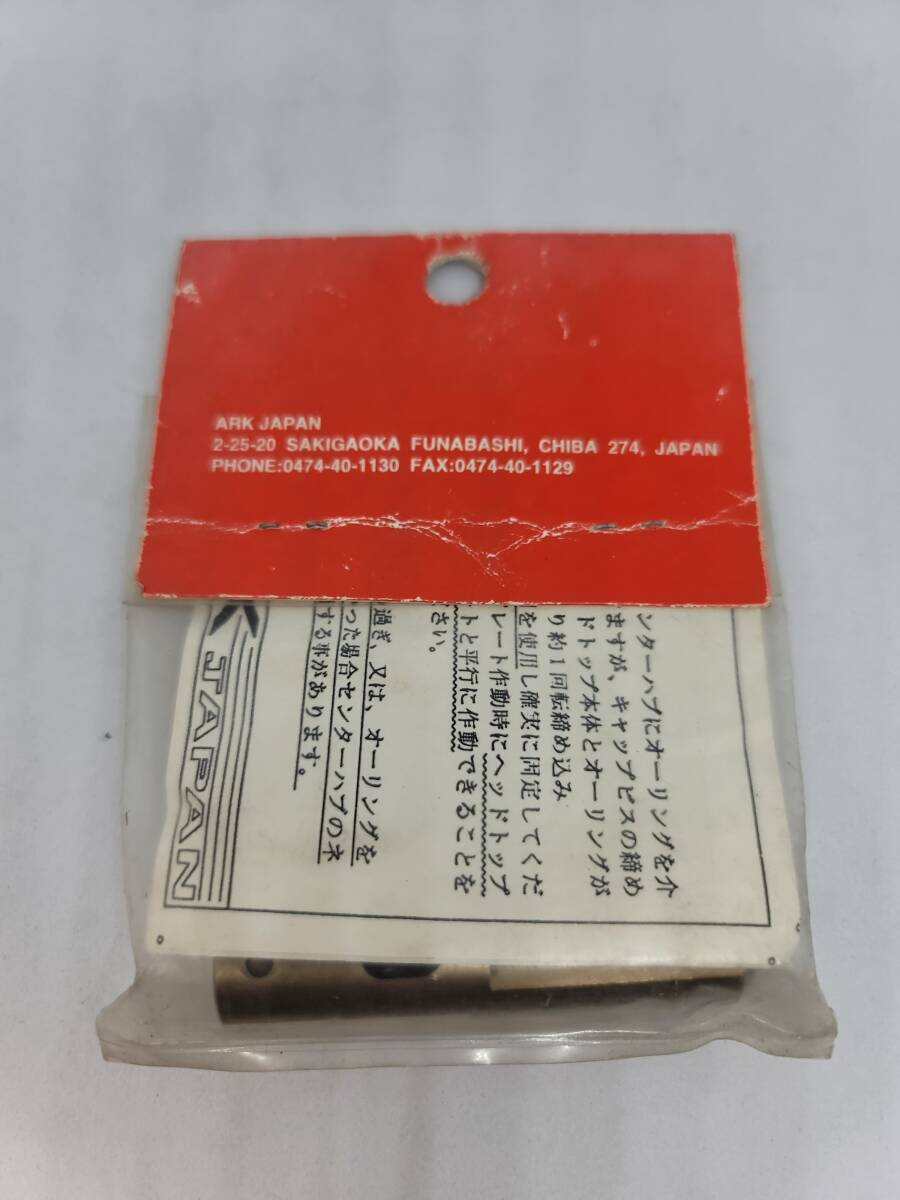 ARK JAPAN
2-25-20 SAKIGAOKA FUNABASHI, CHIBA 274, JAPAN
PHONE:0474-40-1130 FAX:0474-40-1129
ンターハブにオーリングを介
ますが、キャップビスの締め
ドトップ本体とオーリングが
り約1回転締め込み
を使用し確実に固定してくだ
レート作動時にヘッドトップ
トと平行に作動できることを
さい。
過ぎ、又は、オーリングを
った場合センターハブのネ
する事があります。
K JAPAN